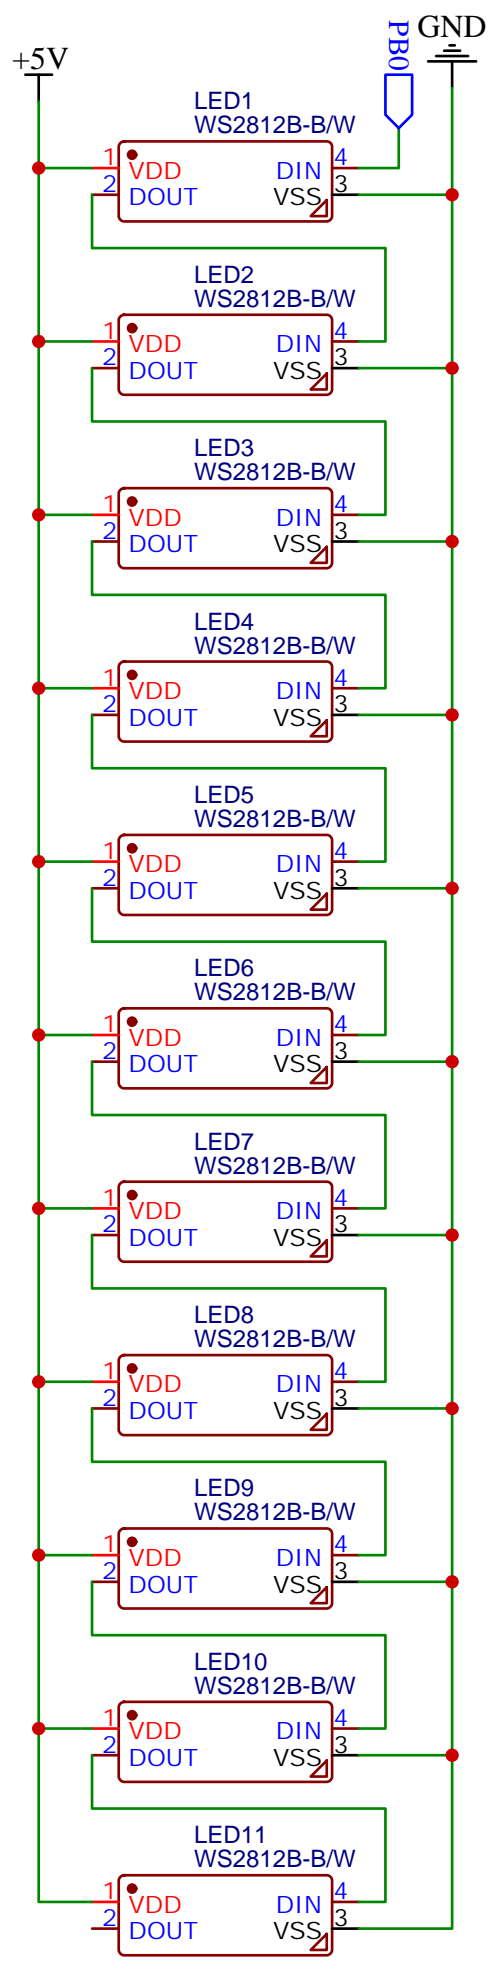 +5V
PB0
GND
LED1
WS2812B-B/W
1 VDD DIN 4
2 DOUT VSS 3
LED2
WS2812B-B/W
1 VDD DIN 4
2 DOUT VSS 3
LED3
WS2812B-B/W
1 VDD DIN 4
2 DOUT VSS 3
LED4
WS2812B-B/W
1 VDD DIN 4
2 DOUT VSS 3
LED5
WS2812B-B/W
1 VDD DIN 4
2 DOUT VSS 3
LED6
WS2812B-B/W
1 VDD DIN 4
2 DOUT VSS 3
LED7
WS2812B-B/W
1 VDD DIN 4
2 DOUT VSS 3
LED8
WS2812B-B/W
1 VDD DIN 4
2 DOUT VSS 3
LED9
WS2812B-B/W
1 VDD DIN 4
2 DOUT VSS 3
LED10
WS2812B-B/W
1 VDD DIN 4
2 DOUT VSS 3
LED11
WS2812B-B/W
1 VDD DIN 4
2 DOUT VSS 3